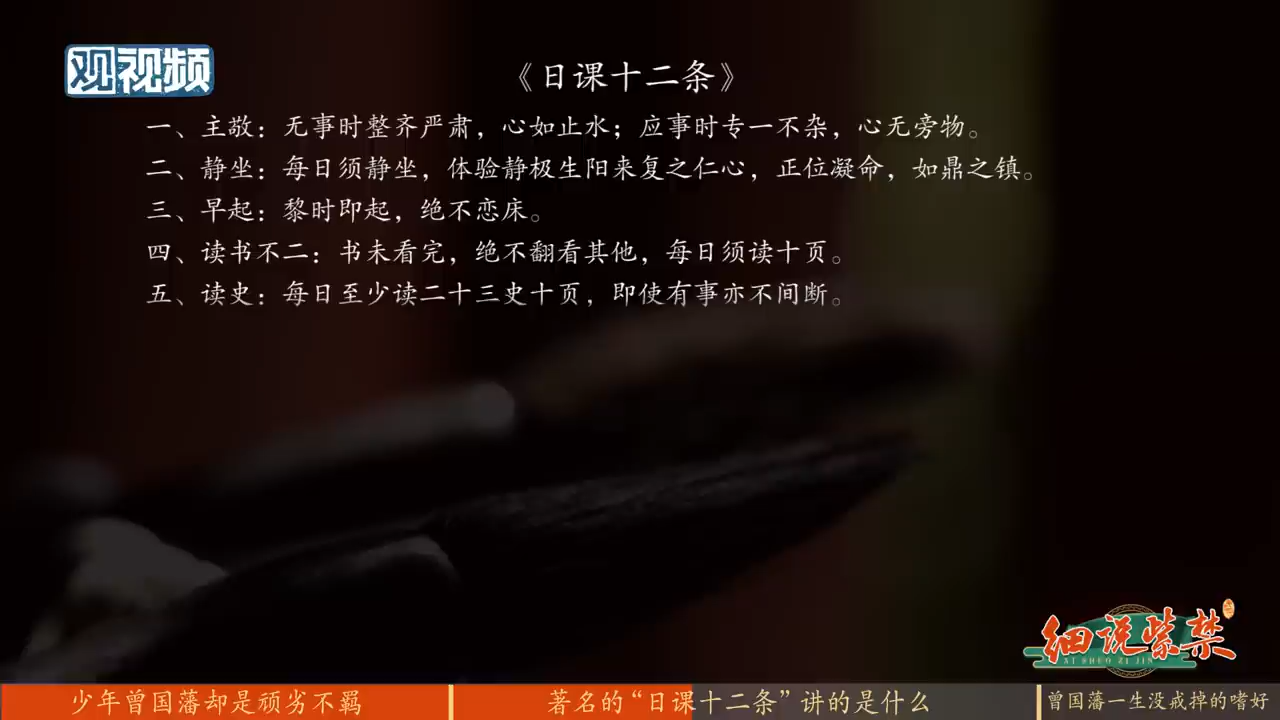 观视频
《日课十二条》
一、主敬：无事时整齐严肃，心如止水；应事时专一不杂，心无旁物。
二、静坐：每日须静坐，体验静极生阳来复之仁心，正位凝命，如鼎之镇。
三、早起：黎时即起，绝不恋床。
四、读书不二：书未看完，绝不翻看其他，每日须读十页。
五、读史：每日至少读二十三史十页，即使有事亦不间断。
细说紫禁
XI SHUO ZI JIN
少年曾国藩却是顽劣不羁
著名的“日课十二条”讲的是什么
曾国藩一生没戒掉的嗜好